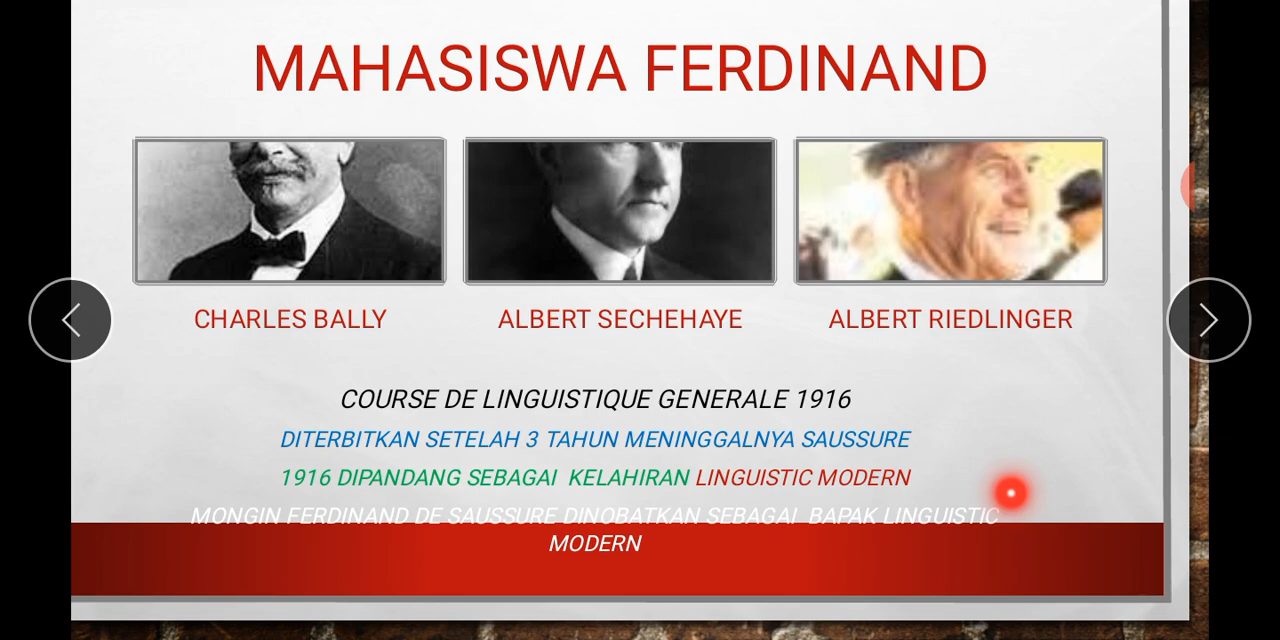 MAHASISWA FERDINAND
CHARLES BALLY
ALBERT SECHEHAYE
ALBERT RIEDLINGER
COURSE DE LINGUISTIQUE GENERALE 1916
DITERBITKAN SETELAH 3 TAHUN MENINGGALNYA SAUSSURE
1916 DIPANDANG SEBAGAI KELAHIRAN LINGUISTIC MODERN
MONGIN FERDINAND DE SAUSSURE DINOBATKAN SEBAGAI BAPAK LINGUISTIC
MODERN